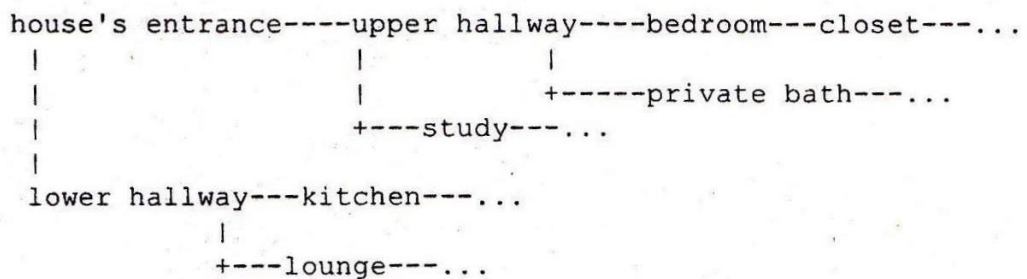 house's entrance----upper hallway----bedroom---closet---...
| | |
| | +-----private bath---...
| +---study---...
|
lower hallway---kitchen---...
|
+---lounge---...